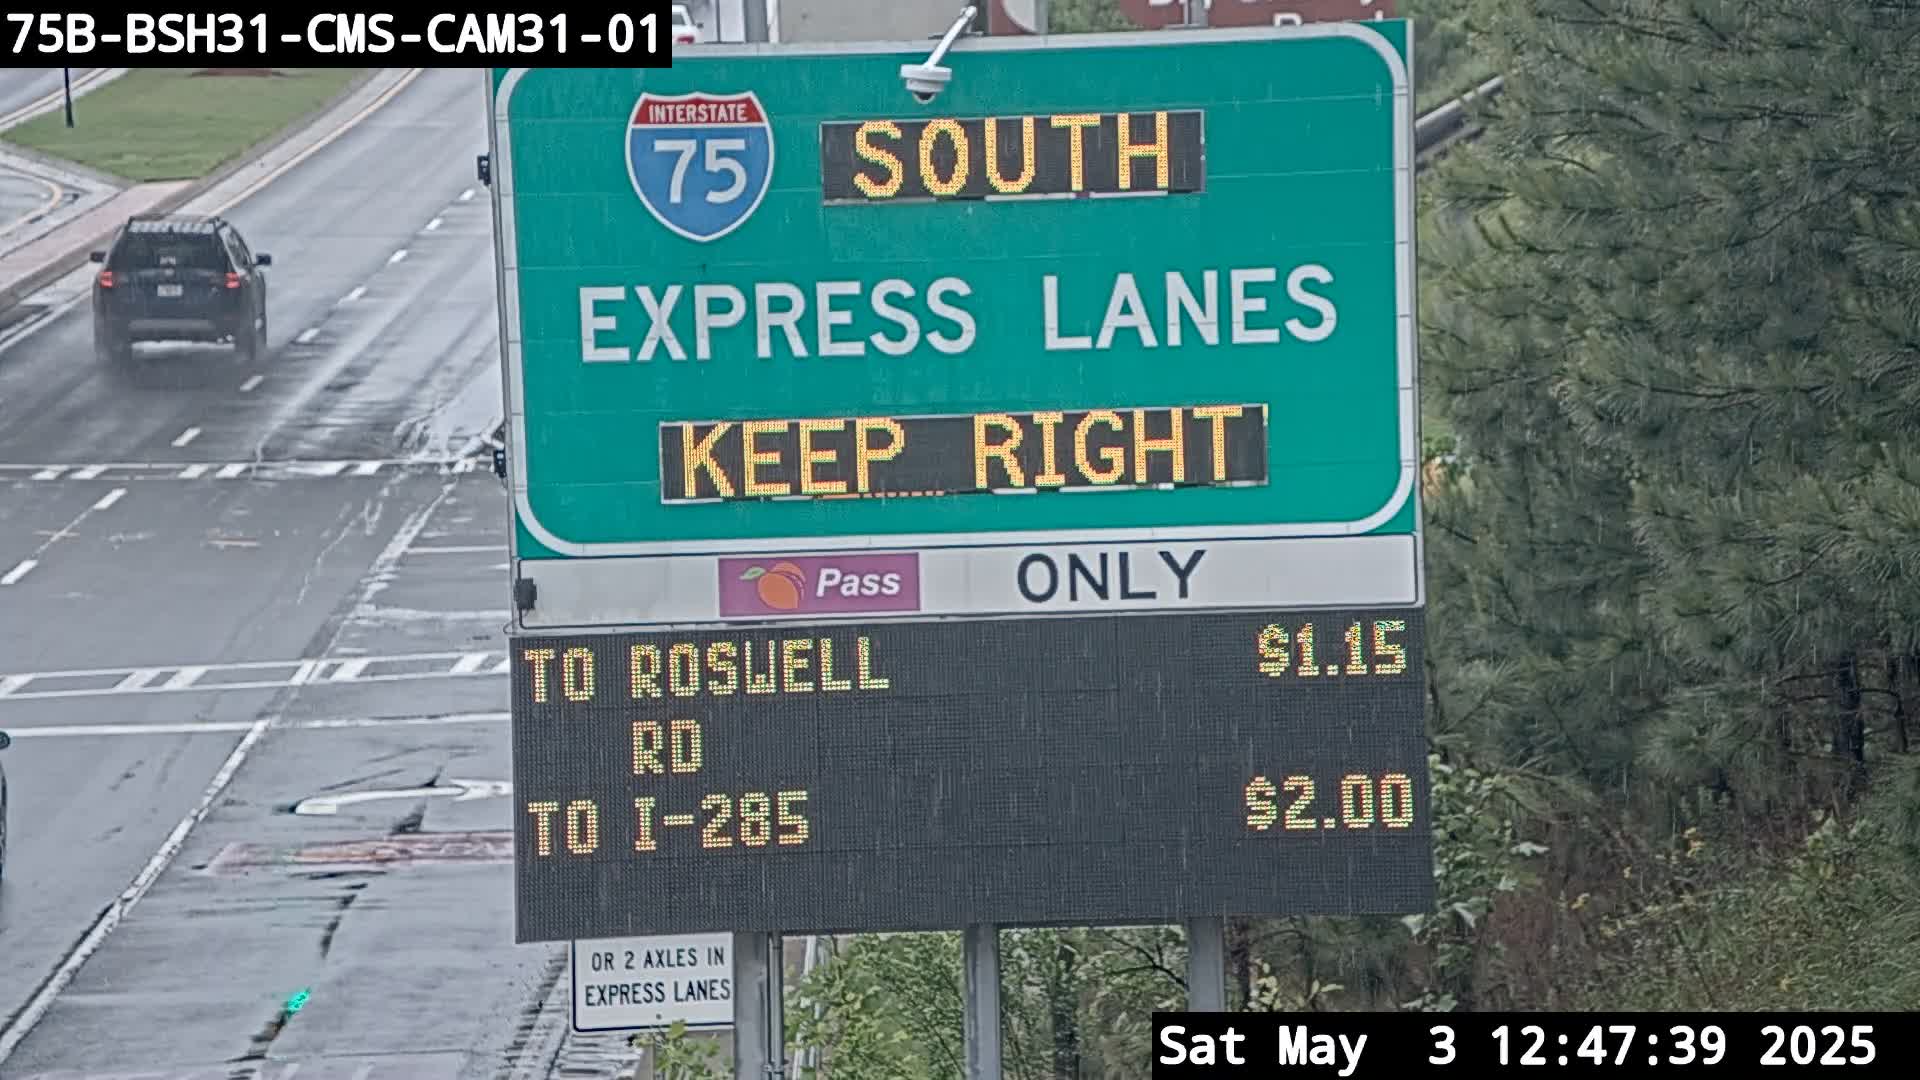 75B-BSH31-CMS-CAM31-01
INTERSTATE
75
SOUTH
EXPRESS LANES
KEEP RIGHT
Pass ONLY
TO ROSWELL $1.15
RD
TO I-285 $2.00
OR 2 AXLES IN
EXPRESS LANES
Sat May 3 12:47:39 2025